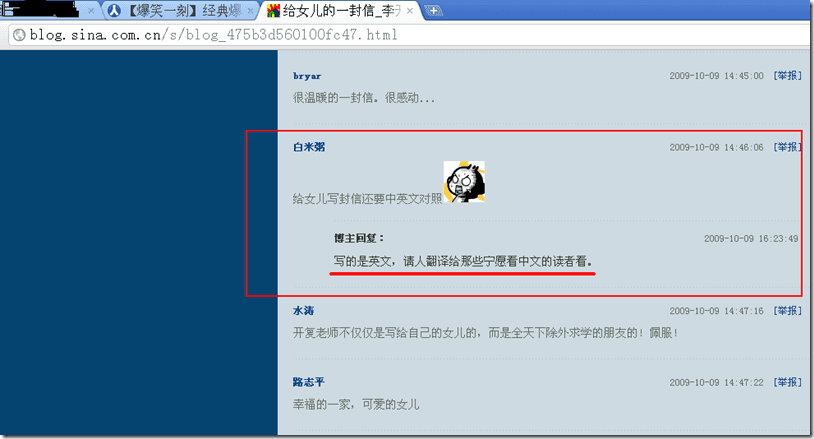 【爆笑一刻】经典爆
给女儿的一封信_李开
blog.sina.com.cn/s/blog_475b3d560100fc47.html
bryar 2009-10-09 14:45:00 [举报]
很温暖的一封信。很感动...
白米粥 2009-10-09 14:46:06 [举报]
给女儿写封信还要中英文对照
博主回复： 2009-10-09 16:23:49
写的是英文，请人翻译给那些宁愿看中文的读者看。
水涛 2009-10-09 14:47:16 [举报]
开复老师不仅仅是写给自己的女儿的，而是全天下除外求学的朋友的！佩服！
路志平 2009-10-09 14:47:22 [举报]
幸福的一家，可爱的女儿